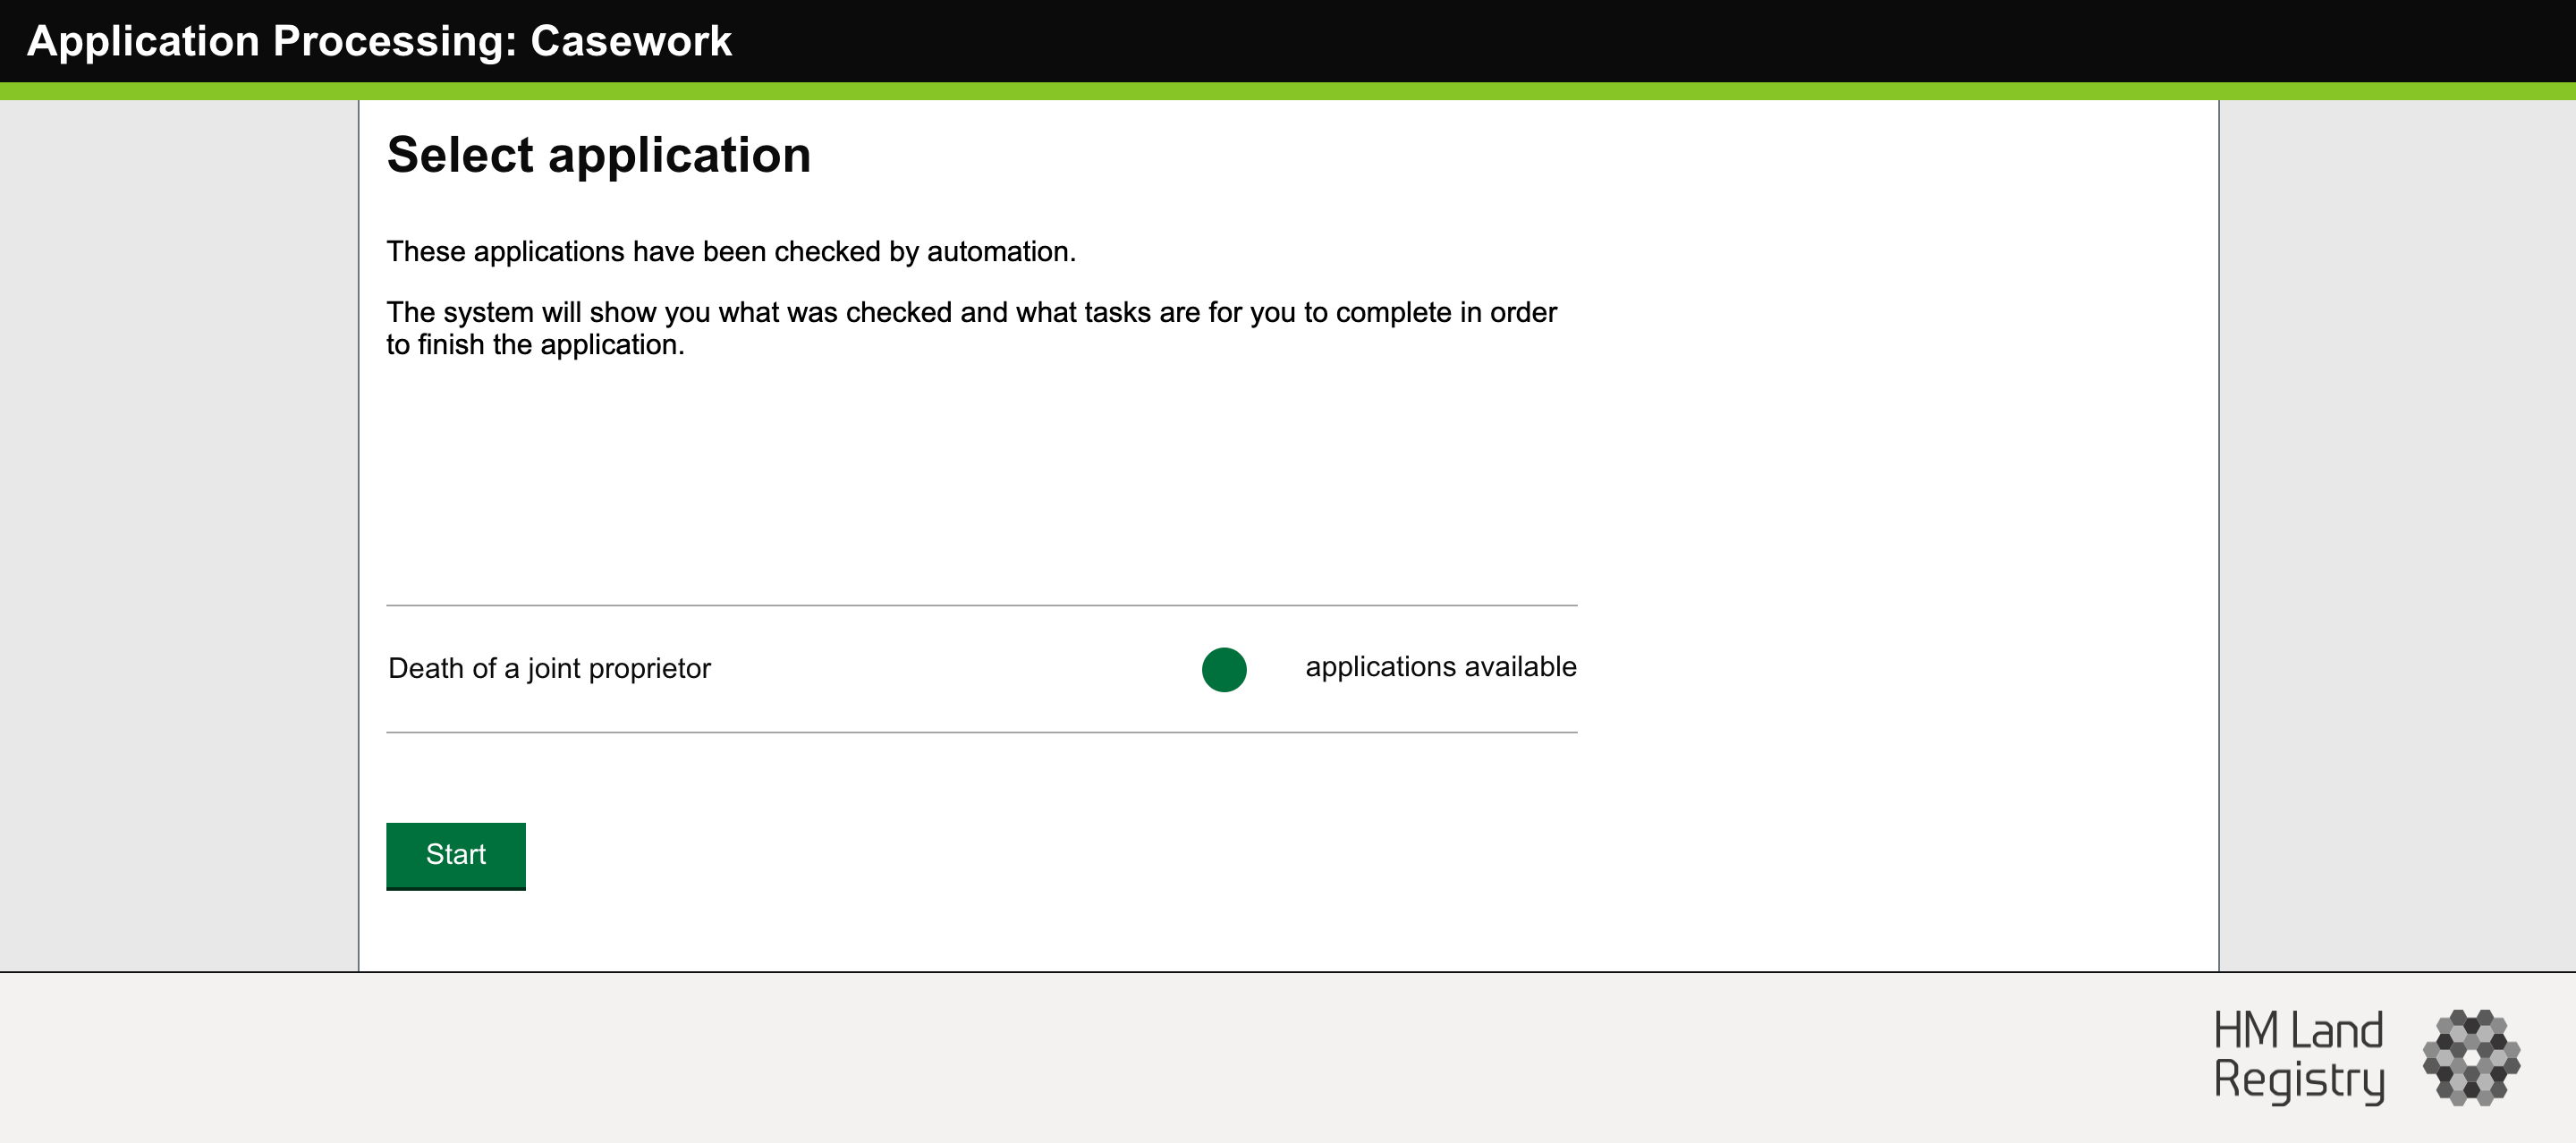 Application Processing: Casework
Select application
These applications have been checked by automation.
The system will show you what was checked and what tasks are for you to complete in order
to finish the application.
Death of a joint proprietor
applications available
Start
HM Land
Registry